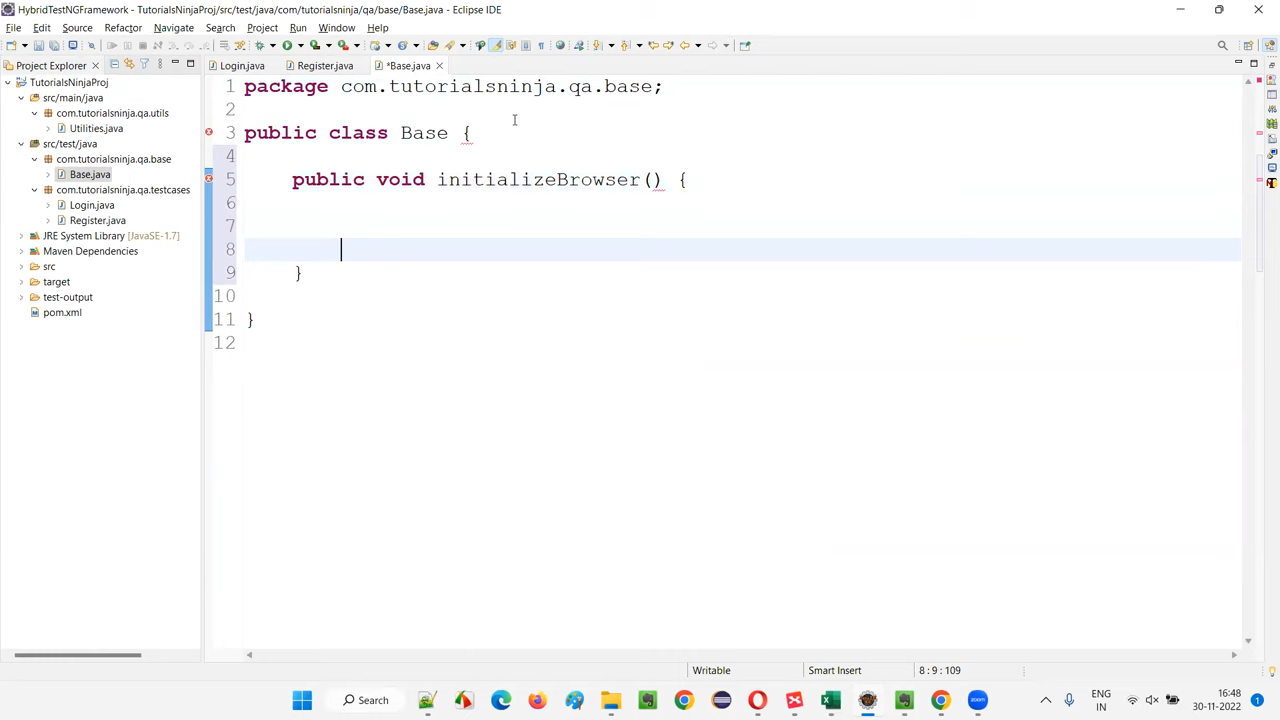 HybridTestNGFramework - TutorialsNinjaProj/src/test/java/com/tutorialsninja/qa/base/Base.java - Eclipse IDE
File Edit Source Refactor Navigate Search Project Run Window Help
Project Explorer
Login.java Register.java *Base.java
TutorialsNinjaProj
src/main/java
com.tutorialsninja.qa.utils
Utilities.java
src/test/java
com.tutorialsninja.qa.base
Base.java
com.tutorialsninja.qa.testcases
Login.java
Register.java
JRE System Library [JavaSE-1.7]
Maven Dependencies
src
target
test-output
pom.xml
1 package com.tutorialsninja.qa.base;
2
3 public class Base {
4
5 public void initializeBrowser() {
6
7
8
9 }
10
11 }
12
Writable Smart Insert 8 : 9 : 109
Search
zoom
ENG
IN
16:48
30-11-2022
1